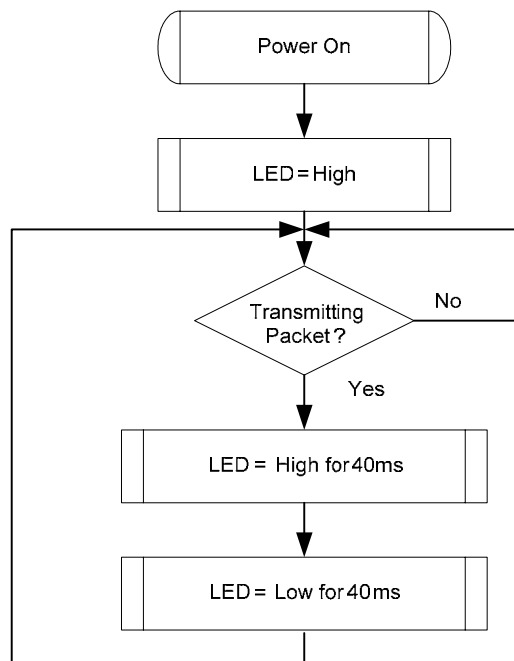 Power On
LED = High
Transmitting
Packet ?
No
Yes
LED = High for 40ms
LED = Low for 40ms